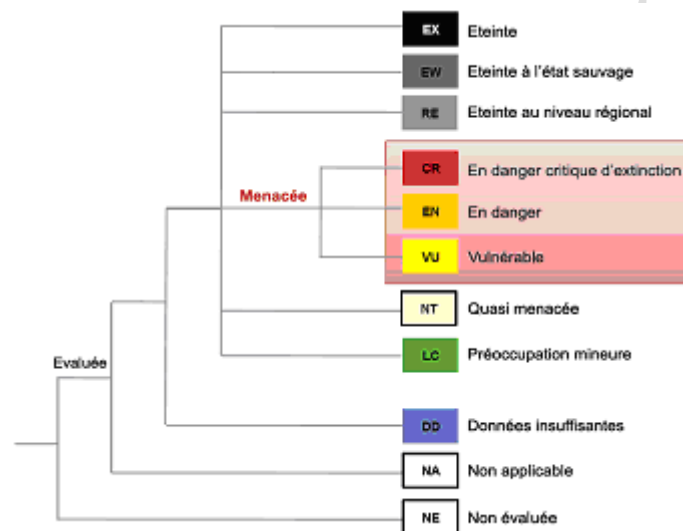 EX Eteinte
EW Eteinte à l'état sauvage
RE Eteinte au niveau régional
CR En danger critique d'extinction
Menacée
EN En danger
VU Vulnérable
NT Quasi menacée
LC Préoccupation mineure
Evaluée
DD Données insuffisantes
NA Non applicable
NE Non évaluée